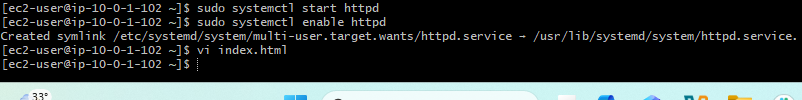 [ec2-user@ip-10-0-1-102 ~]$ sudo systemctl start httpd
[ec2-user@ip-10-0-1-102 ~]$ sudo systemctl enable httpd
Created symlink /etc/systemd/system/multi-user.target.wants/httpd.service → /usr/lib/systemd/system/httpd.service.
[ec2-user@ip-10-0-1-102 ~]$ vi index.html
[ec2-user@ip-10-0-1-102 ~]$
33°